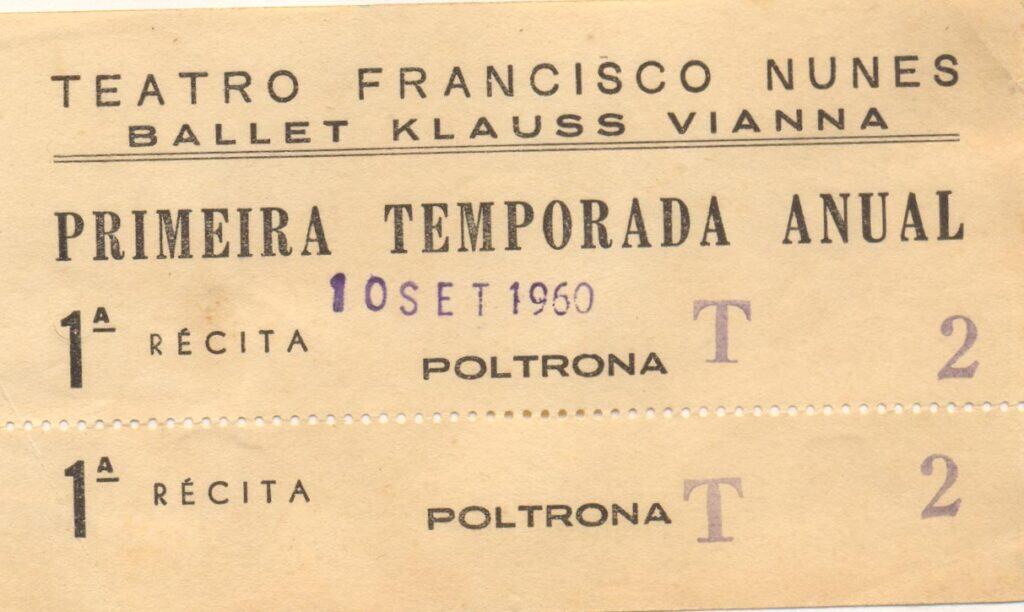 TEATRO FRANCISCO NUNES
BALLET KLAUSS VIANNA
PRIMEIRA TEMPORADA ANUAL
10 SET 1960
1ª RÉCITA POLTRONA T 2
1ª RÉCITA POLTRONA T 2